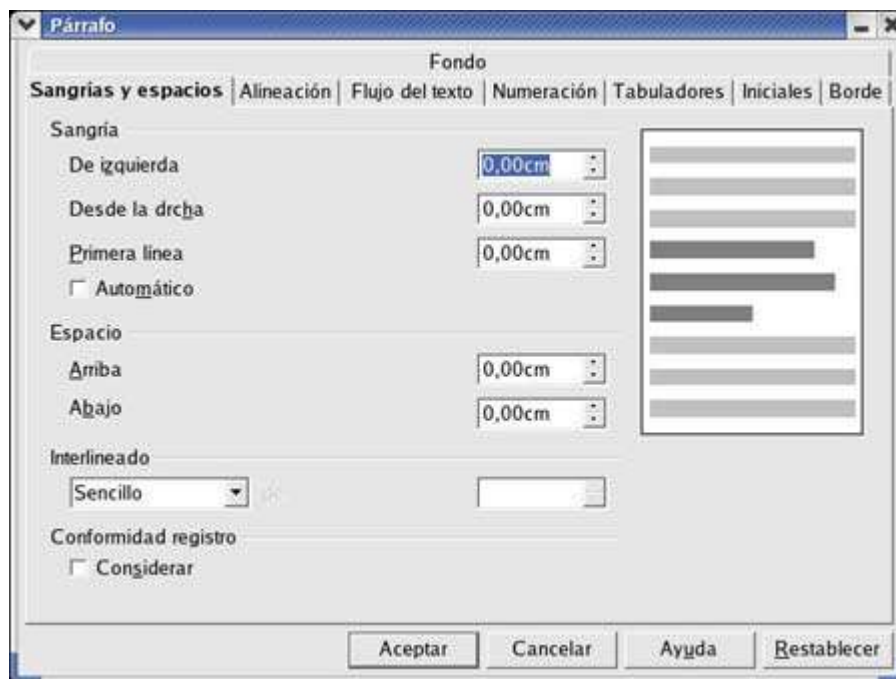 Párrafo
Fondo
Sangrías y espacios Alineación Flujo del texto Numeración Tabuladores Iniciales Borde
Sangría
De izquierda 0,00cm
Desde la drcha 0,00cm
Primera línea 0,00cm
Automático
Espacio
Arriba 0,00cm
Abajo 0,00cm
Interlineado
Sencillo
Conformidad registro
Considerar
Aceptar Cancelar Ayuda Restablecer